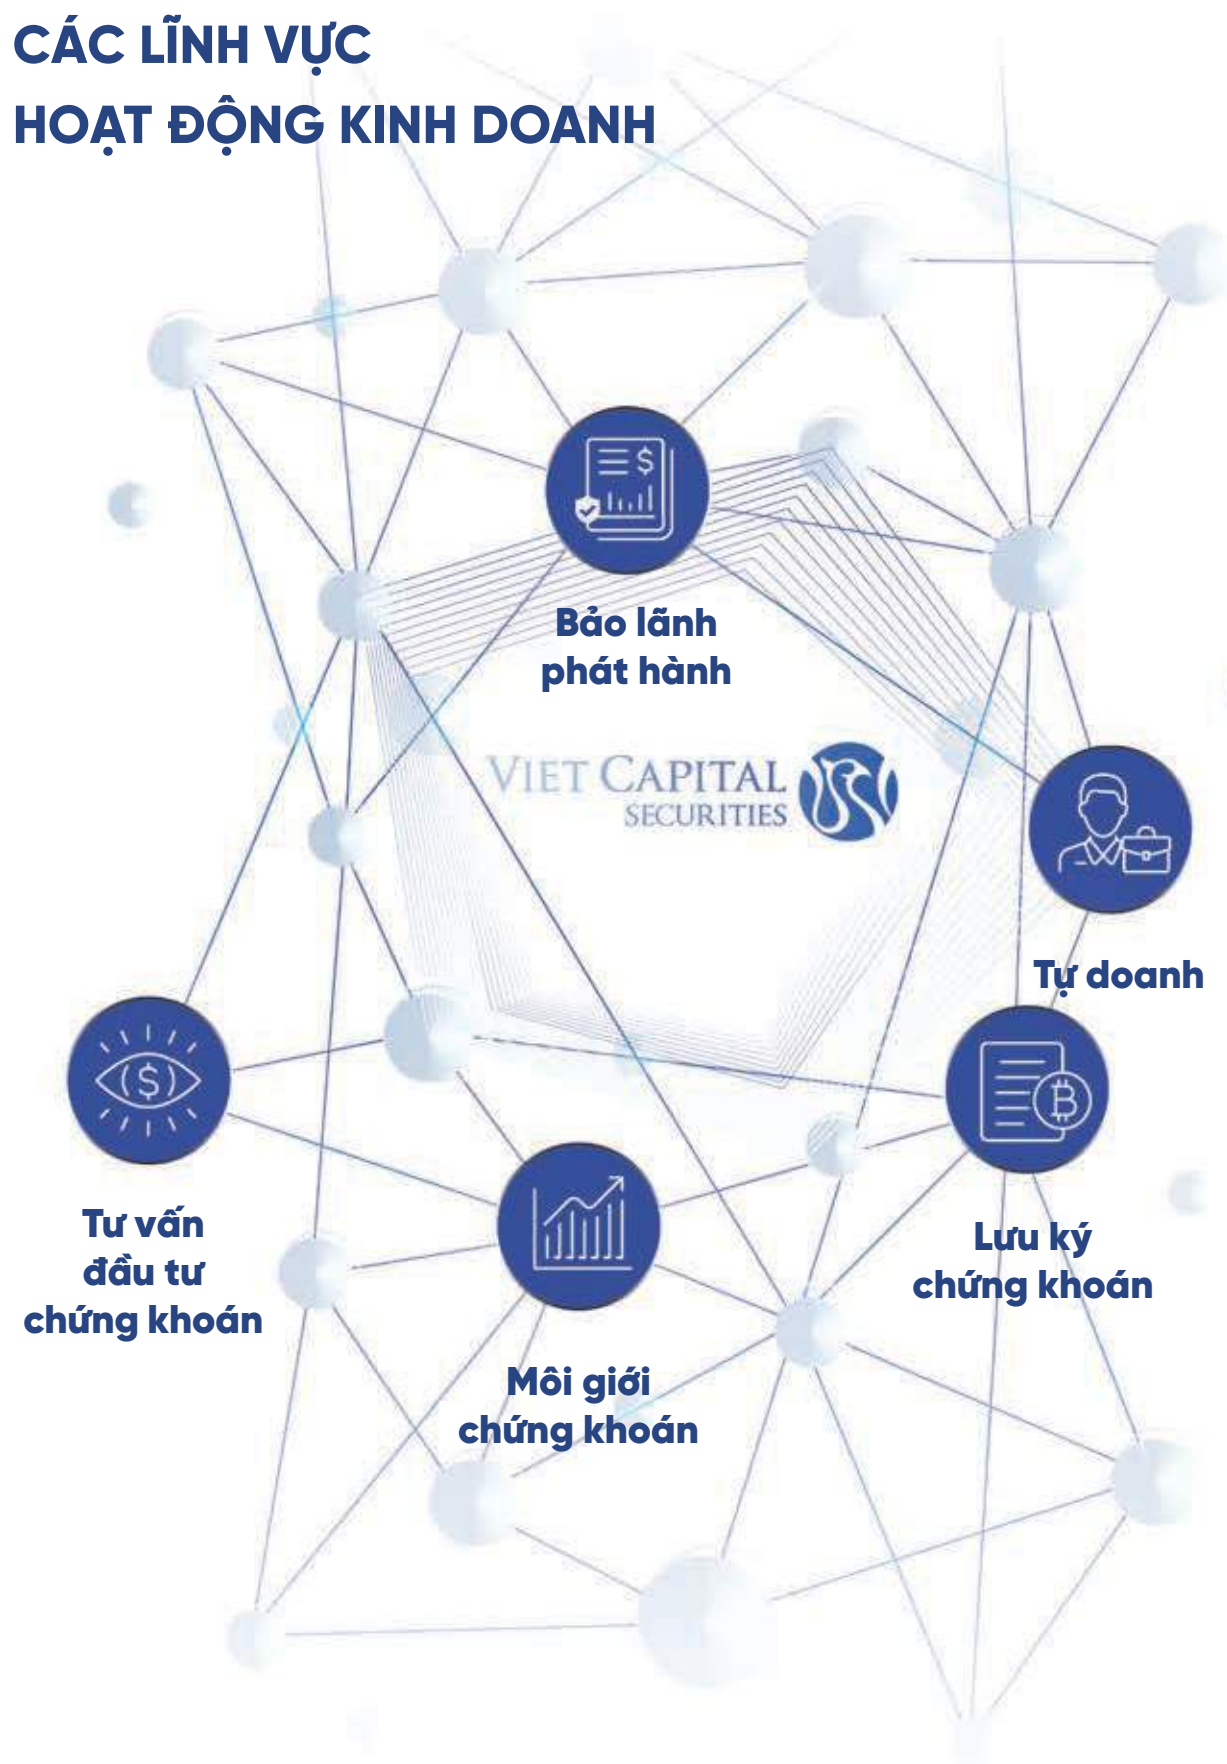 CÁC LĨNH VỰC
HOẠT ĐỘNG KINH DOANH
$
Bảo lãnh
phát hành
VIET CAPITAL
SECURITIES
Tự doanh
$
B
Tư vấn
đầu tư
chứng khoán
Lưu ký
chứng khoán
Môi giới
chứng khoán